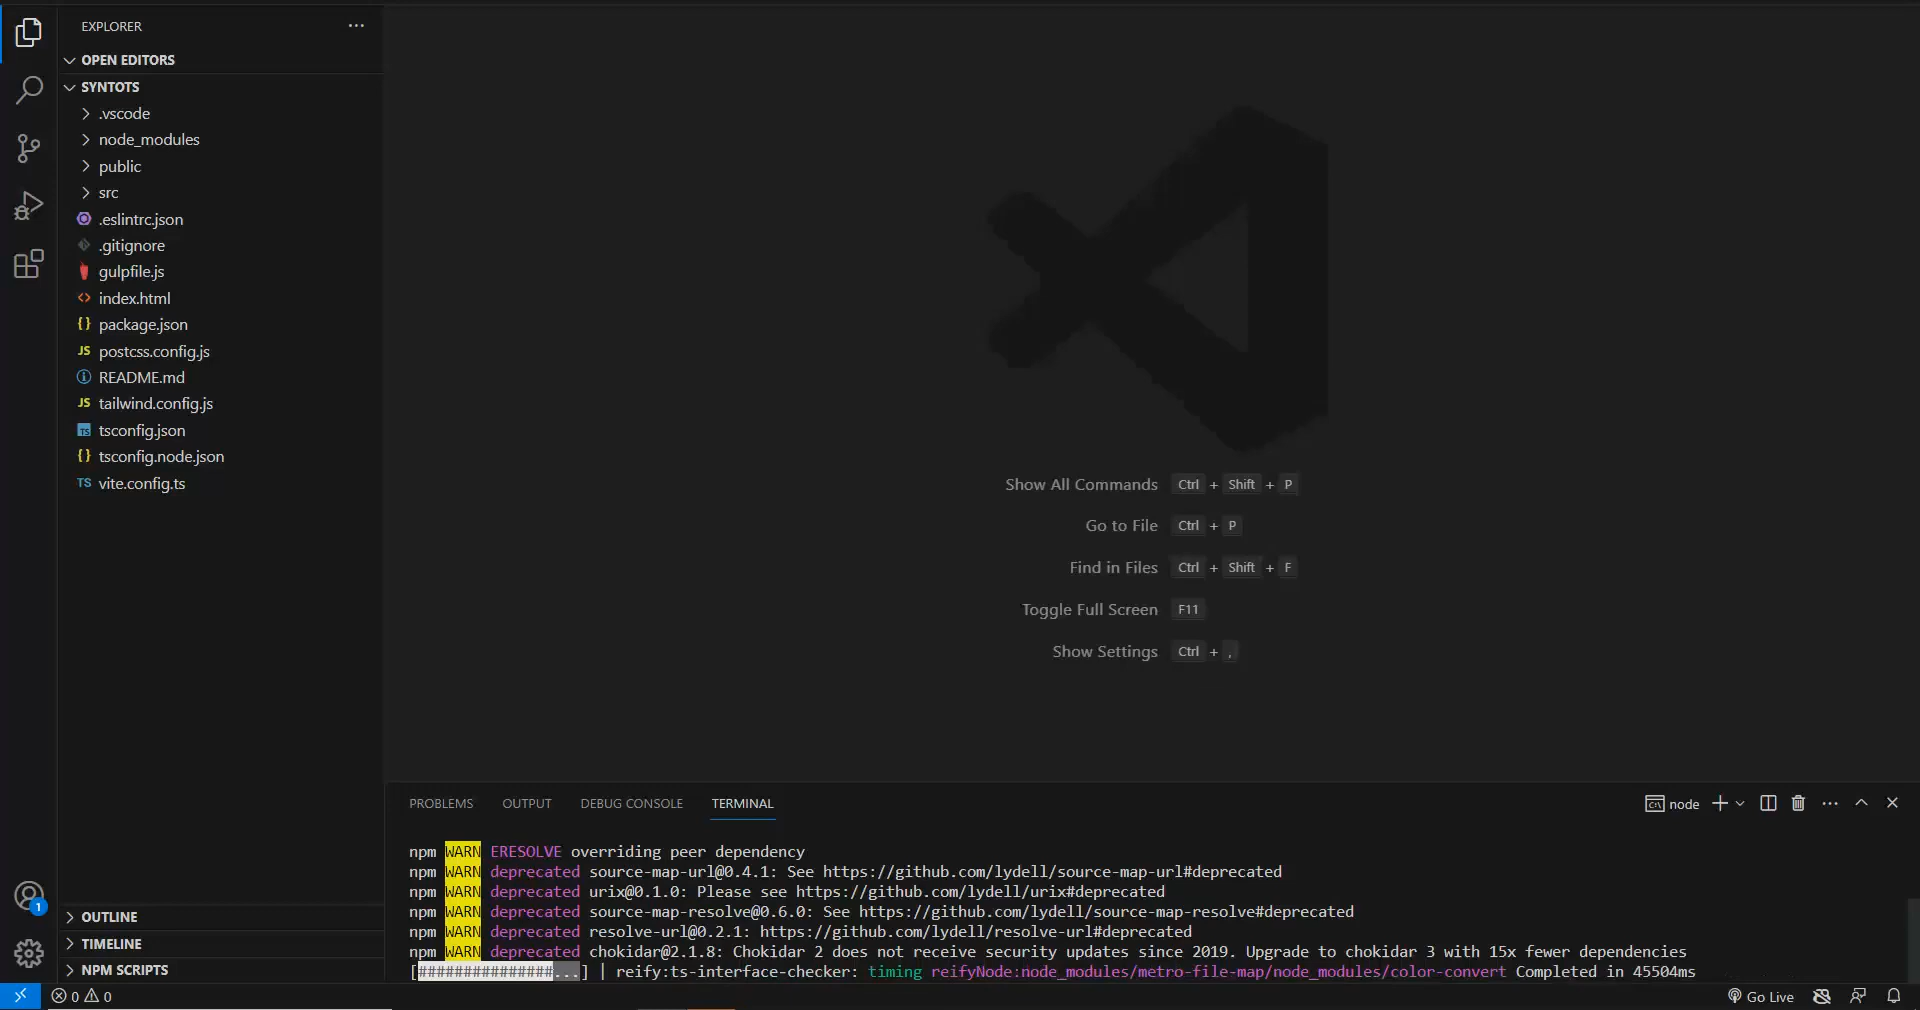 EXPLORER
OPEN EDITORS
SYNTOTS
.vscode
node_modules
public
src
.eslintrc.json
.gitignore
gulpfile.js
<> index.html
{} package.json
JS postcss.config.js
README.md
JS tailwind.config.js
TS tsconfig.json
{} tsconfig.node.json
TS vite.config.ts
OUTLINE
TIMELINE
NPM SCRIPTS
1
Show All Commands Ctrl + Shift + P
Go to File Ctrl + P
Find in Files Ctrl + Shift + F
Toggle Full Screen F11
Show Settings Ctrl + ,
PROBLEMS OUTPUT DEBUG CONSOLE TERMINAL
node
npm WARN ERESOLVE overriding peer dependency
npm WARN deprecated source-map-url@0.4.1: See https://github.com/lydell/source-map-url#deprecated
npm WARN deprecated urix@0.1.0: Please see https://github.com/lydell/urix#deprecated
npm WARN deprecated source-map-resolve@0.6.0: See https://github.com/lydell/source-map-resolve#deprecated
npm WARN deprecated resolve-url@0.2.1: https://github.com/lydell/resolve-url#deprecated
npm WARN deprecated chokidar@2.1.8: Chokidar 2 does not receive security updates since 2019. Upgrade to chokidar 3 with 15x fewer dependencies
[###############...] | reify:ts-interface-checker: timing reifyNode:node_modules/metro-file-map/node_modules/color-convert Completed in 45504ms
0 0
Go Live